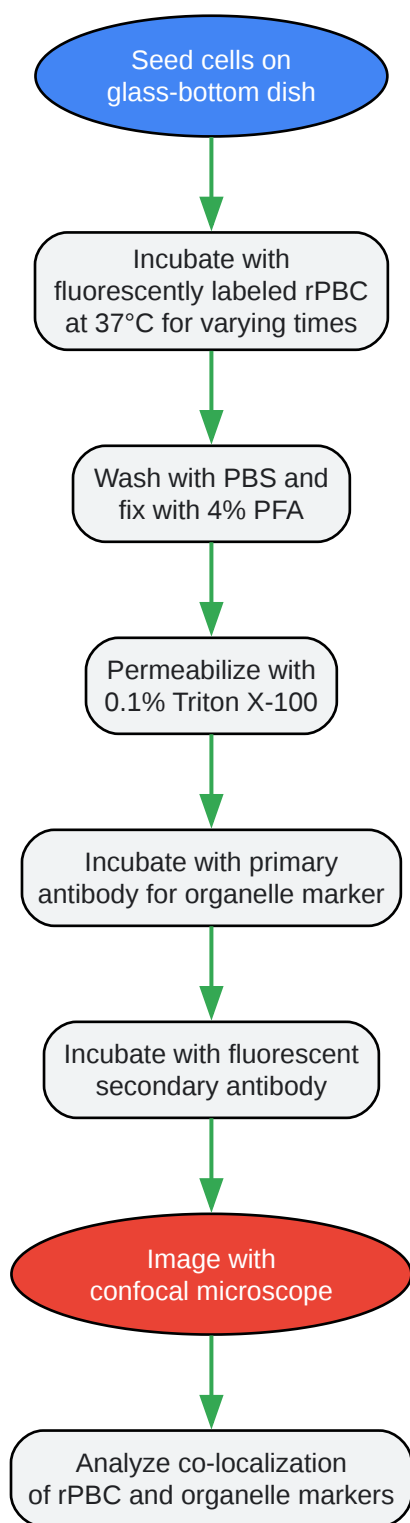 Seed cells on
glass-bottom dish
Incubate with
fluorescently labeled rPBC
at 37°C for varying times
Wash with PBS and
fix with 4% PFA
Permeabilize with
0.1% Triton X-100
Incubate with primary
antibody for organelle marker
Incubate with fluorescent
secondary antibody
Image with
confocal microscope
Analyze co-localization
of rPBC and organelle markers